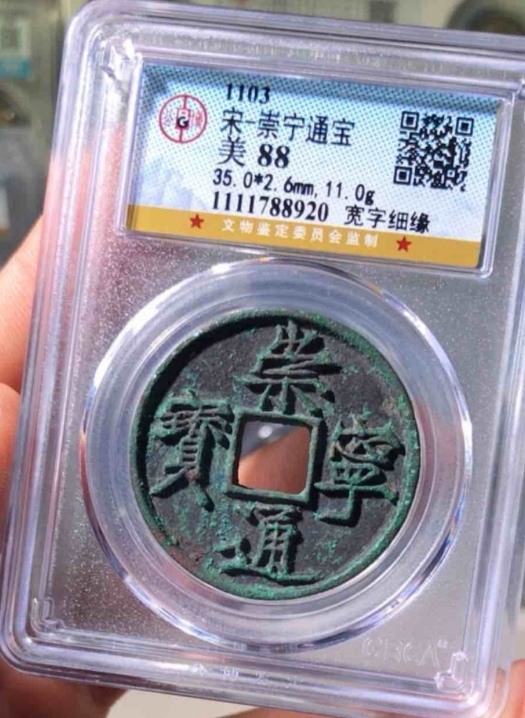 1103
宋-崇宁通宝
美 88
35.0*2.6mm,11.0g
1111788920 宽字细缘
★ 文物鉴定委员会监制 ★
崇
寧
通
寳